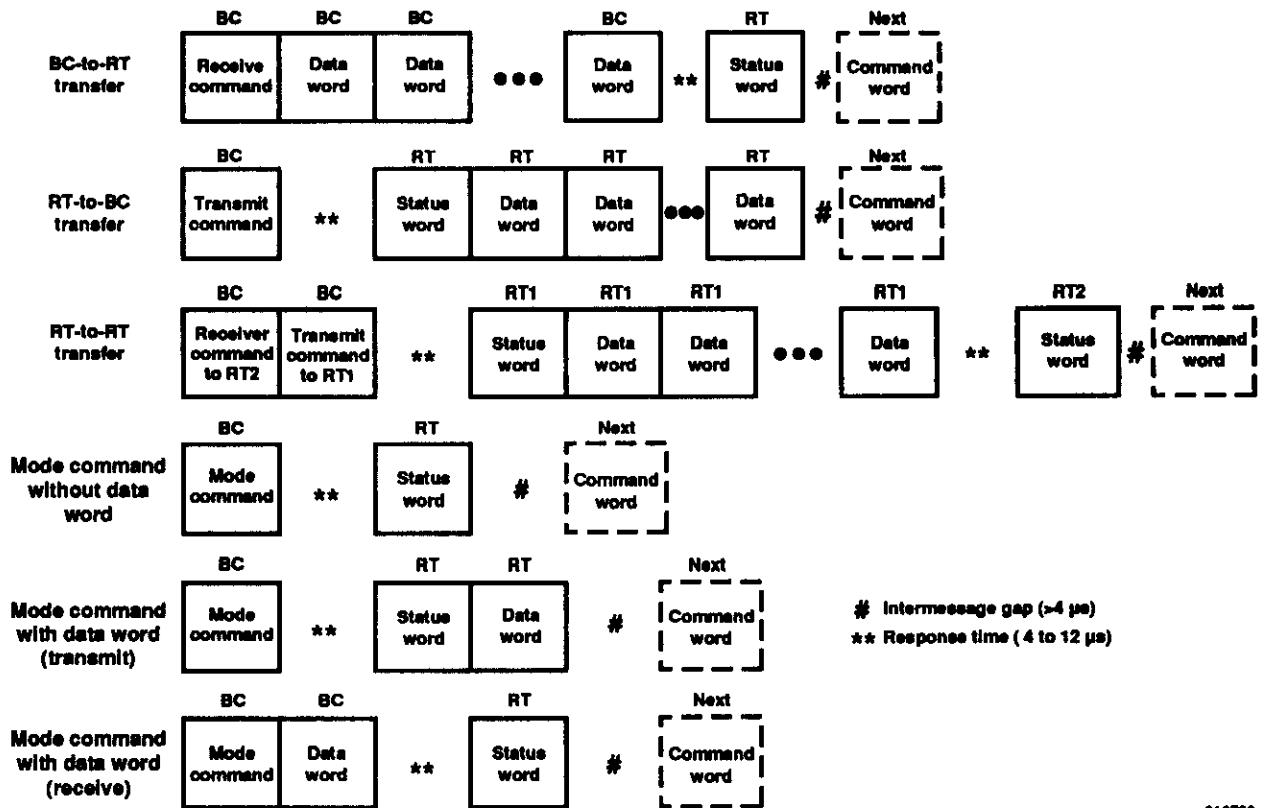 BC BC BC BC RT Next
BC-to-RT transfer
Receive command
Data word
Data word
●●●
Data word
**
Status word
#
Command word
BC RT RT RT RT Next
RT-to-BC transfer
Transmit command
**
Status word
Data word
Data word
●●●
Data word
#
Command word
BC BC RT1 RT1 RT1 RT1 RT2 Next
RT-to-RT transfer
Receiver command to RT2
Transmit command to RT1
**
Status word
Data word
Data word
●●●
Data word
**
Status word
#
Command word
BC RT Next
Mode command without data word
Mode command
**
Status word
#
Command word
BC RT RT Next
Mode command with data word (transmit)
Mode command
**
Status word
Data word
#
Command word
# Intermessage gap (>4 µs)
** Response time ( 4 to 12 µs)
BC BC RT Next
Mode command with data word (receive)
Mode command
Data word
**
Status word
#
Command word